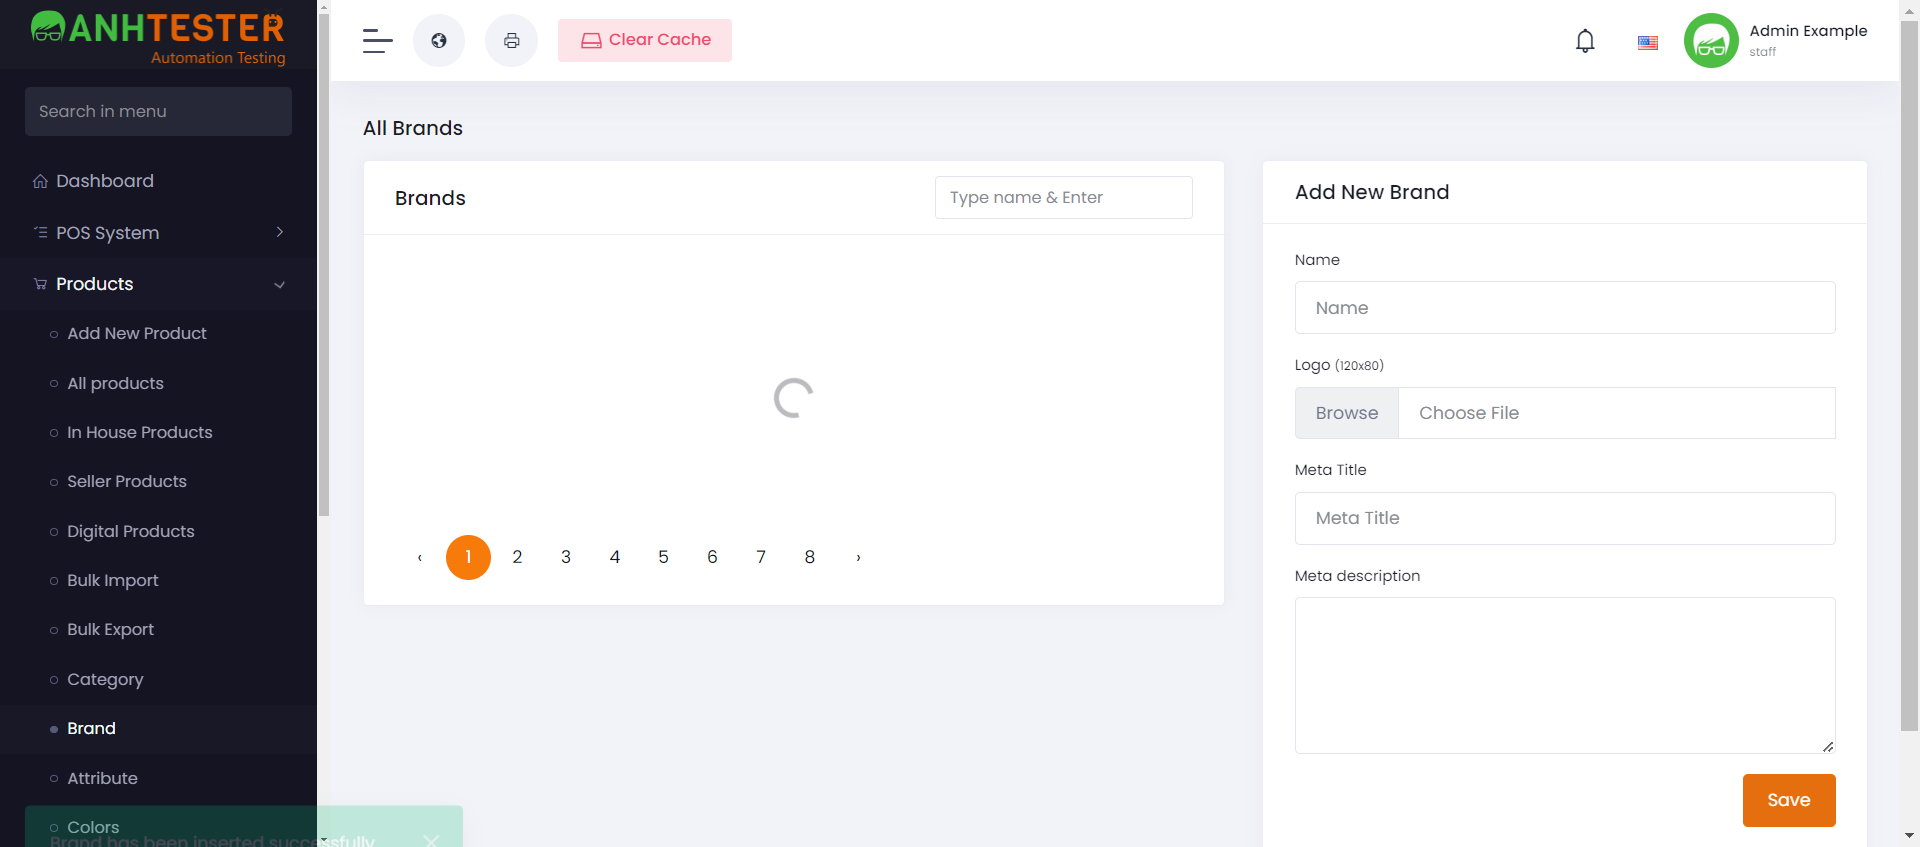 ANHTESTER
Automation Testing
Search in menu
Dashboard
POS System
Products
Add New Product
All products
In House Products
Seller Products
Digital Products
Bulk Import
Bulk Export
Category
Brand
Attribute
Colors
Brand has been inserted successfully
Clear Cache
Admin Example
staff
All Brands
Brands
Type name & Enter
‹ 1 2 3 4 5 6 7 8 ›
Add New Brand
Name
Name
Logo (120x80)
Browse Choose File
Meta Title
Meta Title
Meta description
Save